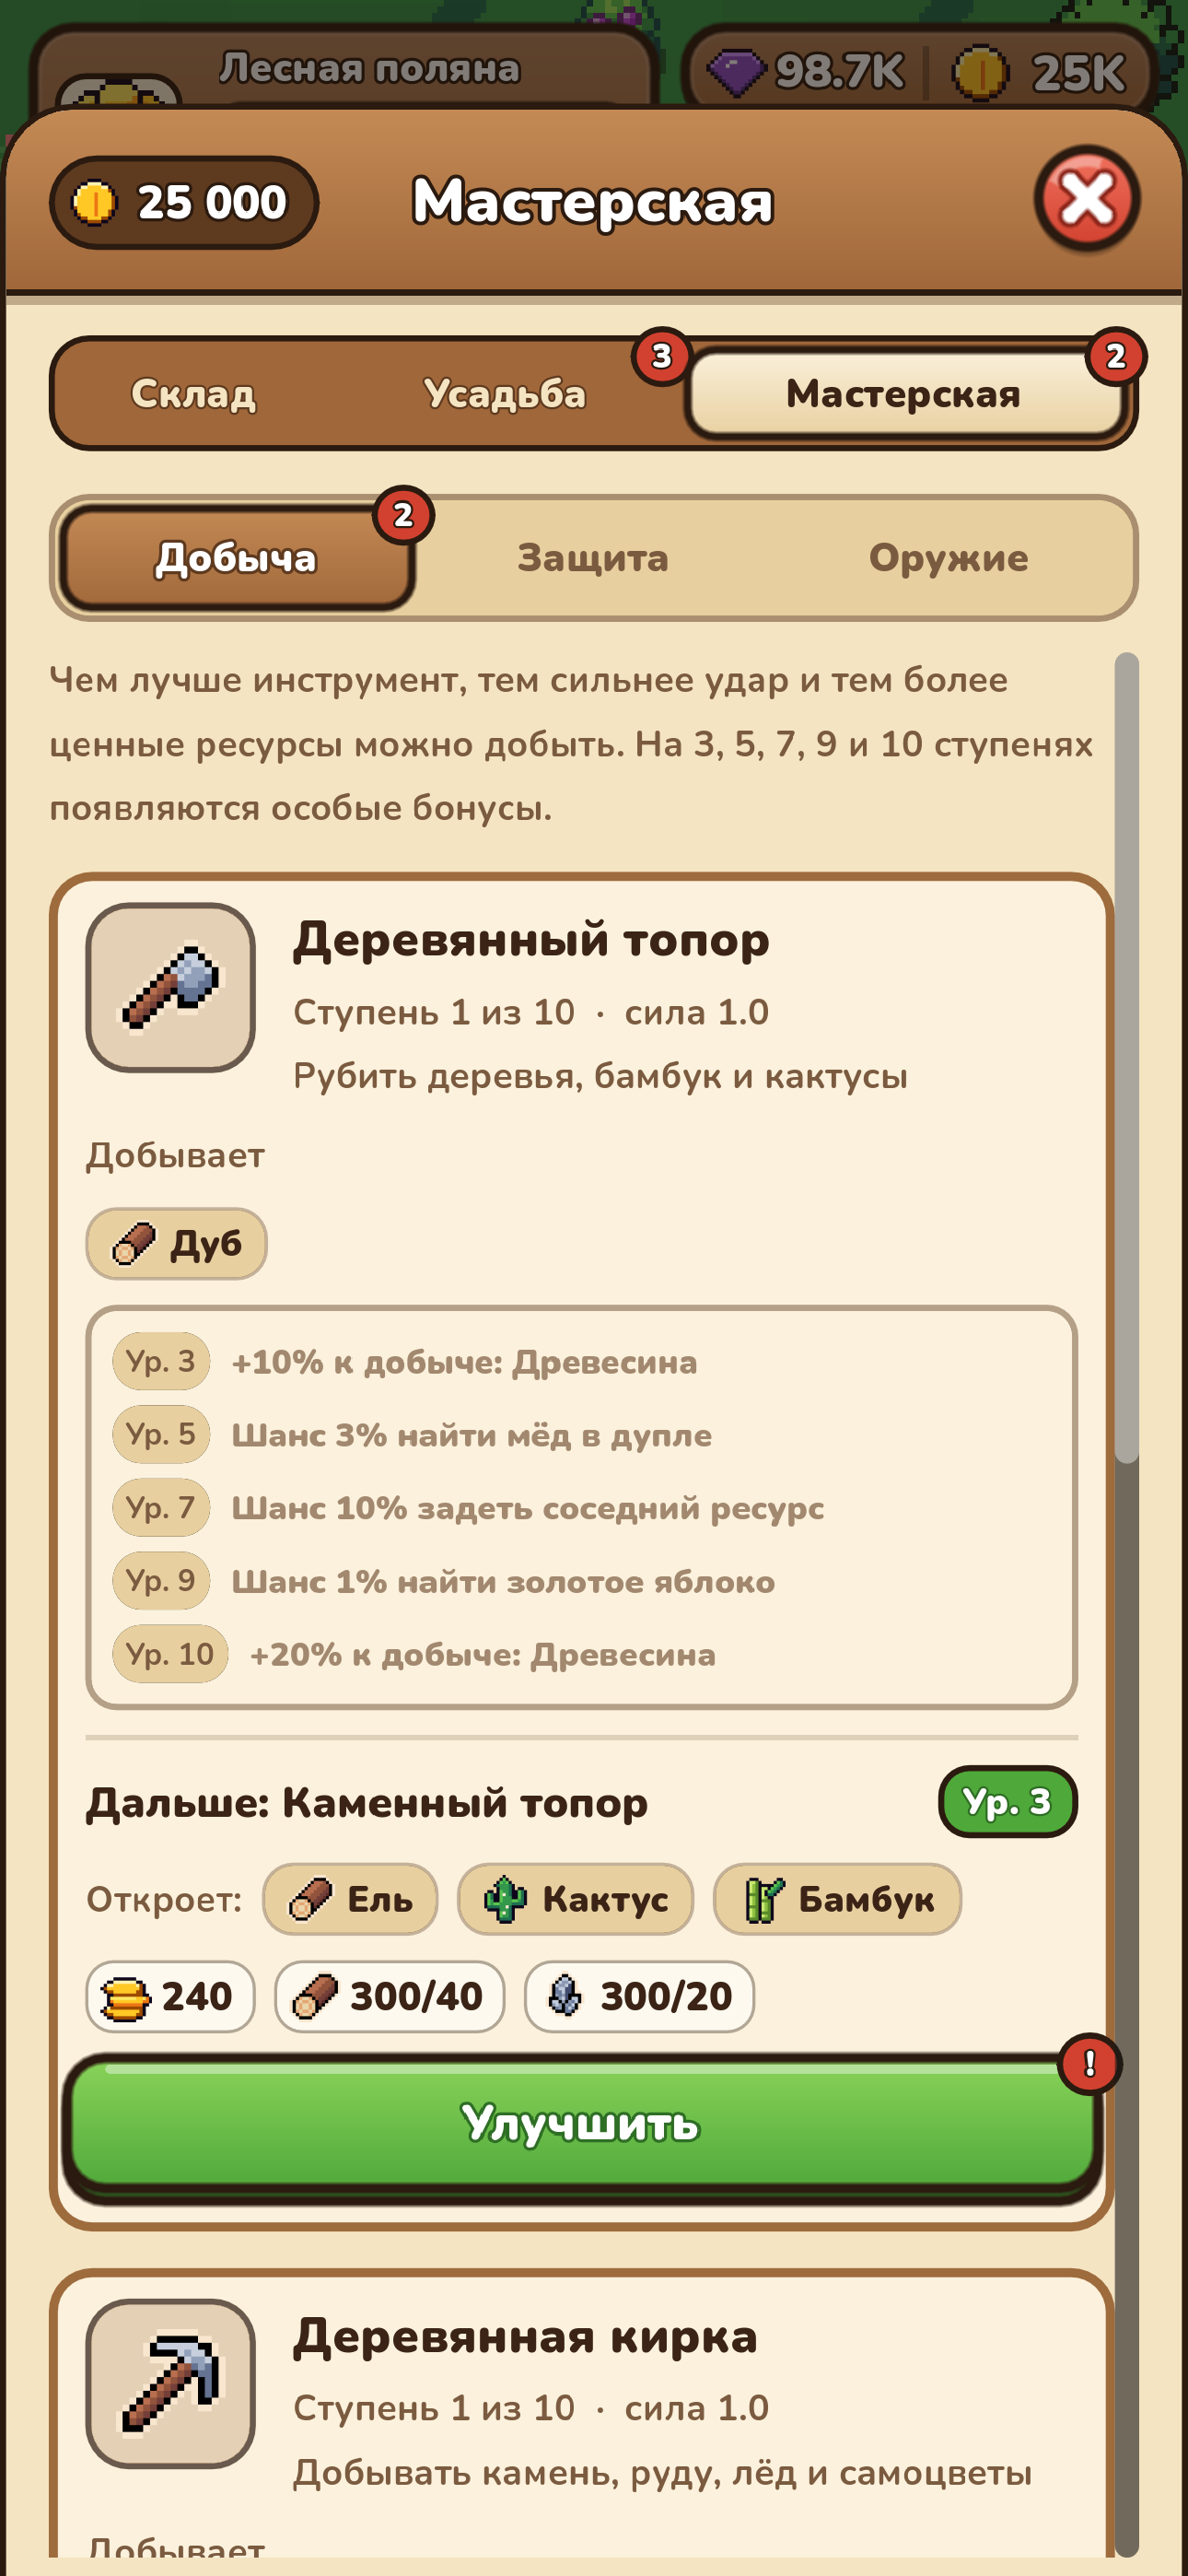 Лесная поляна
98.7K
25K
25 000
Мастерская
Склад
Усадьба
3
Мастерская
2
Добыча
2
Защита
Оружие
Чем лучше инструмент, тем сильнее удар и тем более
ценные ресурсы можно добыть. На 3, 5, 7, 9 и 10 ступенях
появляются особые бонусы.
Деревянный топор
Ступень 1 из 10 · сила 1.0
Рубить деревья, бамбук и кактусы
Добывает
Дуб
Ур. 3 +10% к добыче: Древесина
Ур. 5 Шанс 3% найти мёд в дупле
Ур. 7 Шанс 10% задеть соседний ресурс
Ур. 9 Шанс 1% найти золотое яблоко
Ур. 10 +20% к добыче: Древесина
Дальше: Каменный топор
Ур. 3
Откроет: Ель Кактус Бамбук
240 300/40 300/20
!
Улучшить
Деревянная кирка
Ступень 1 из 10 · сила 1.0
Добывать камень, руду, лёд и самоцветы
Добывает